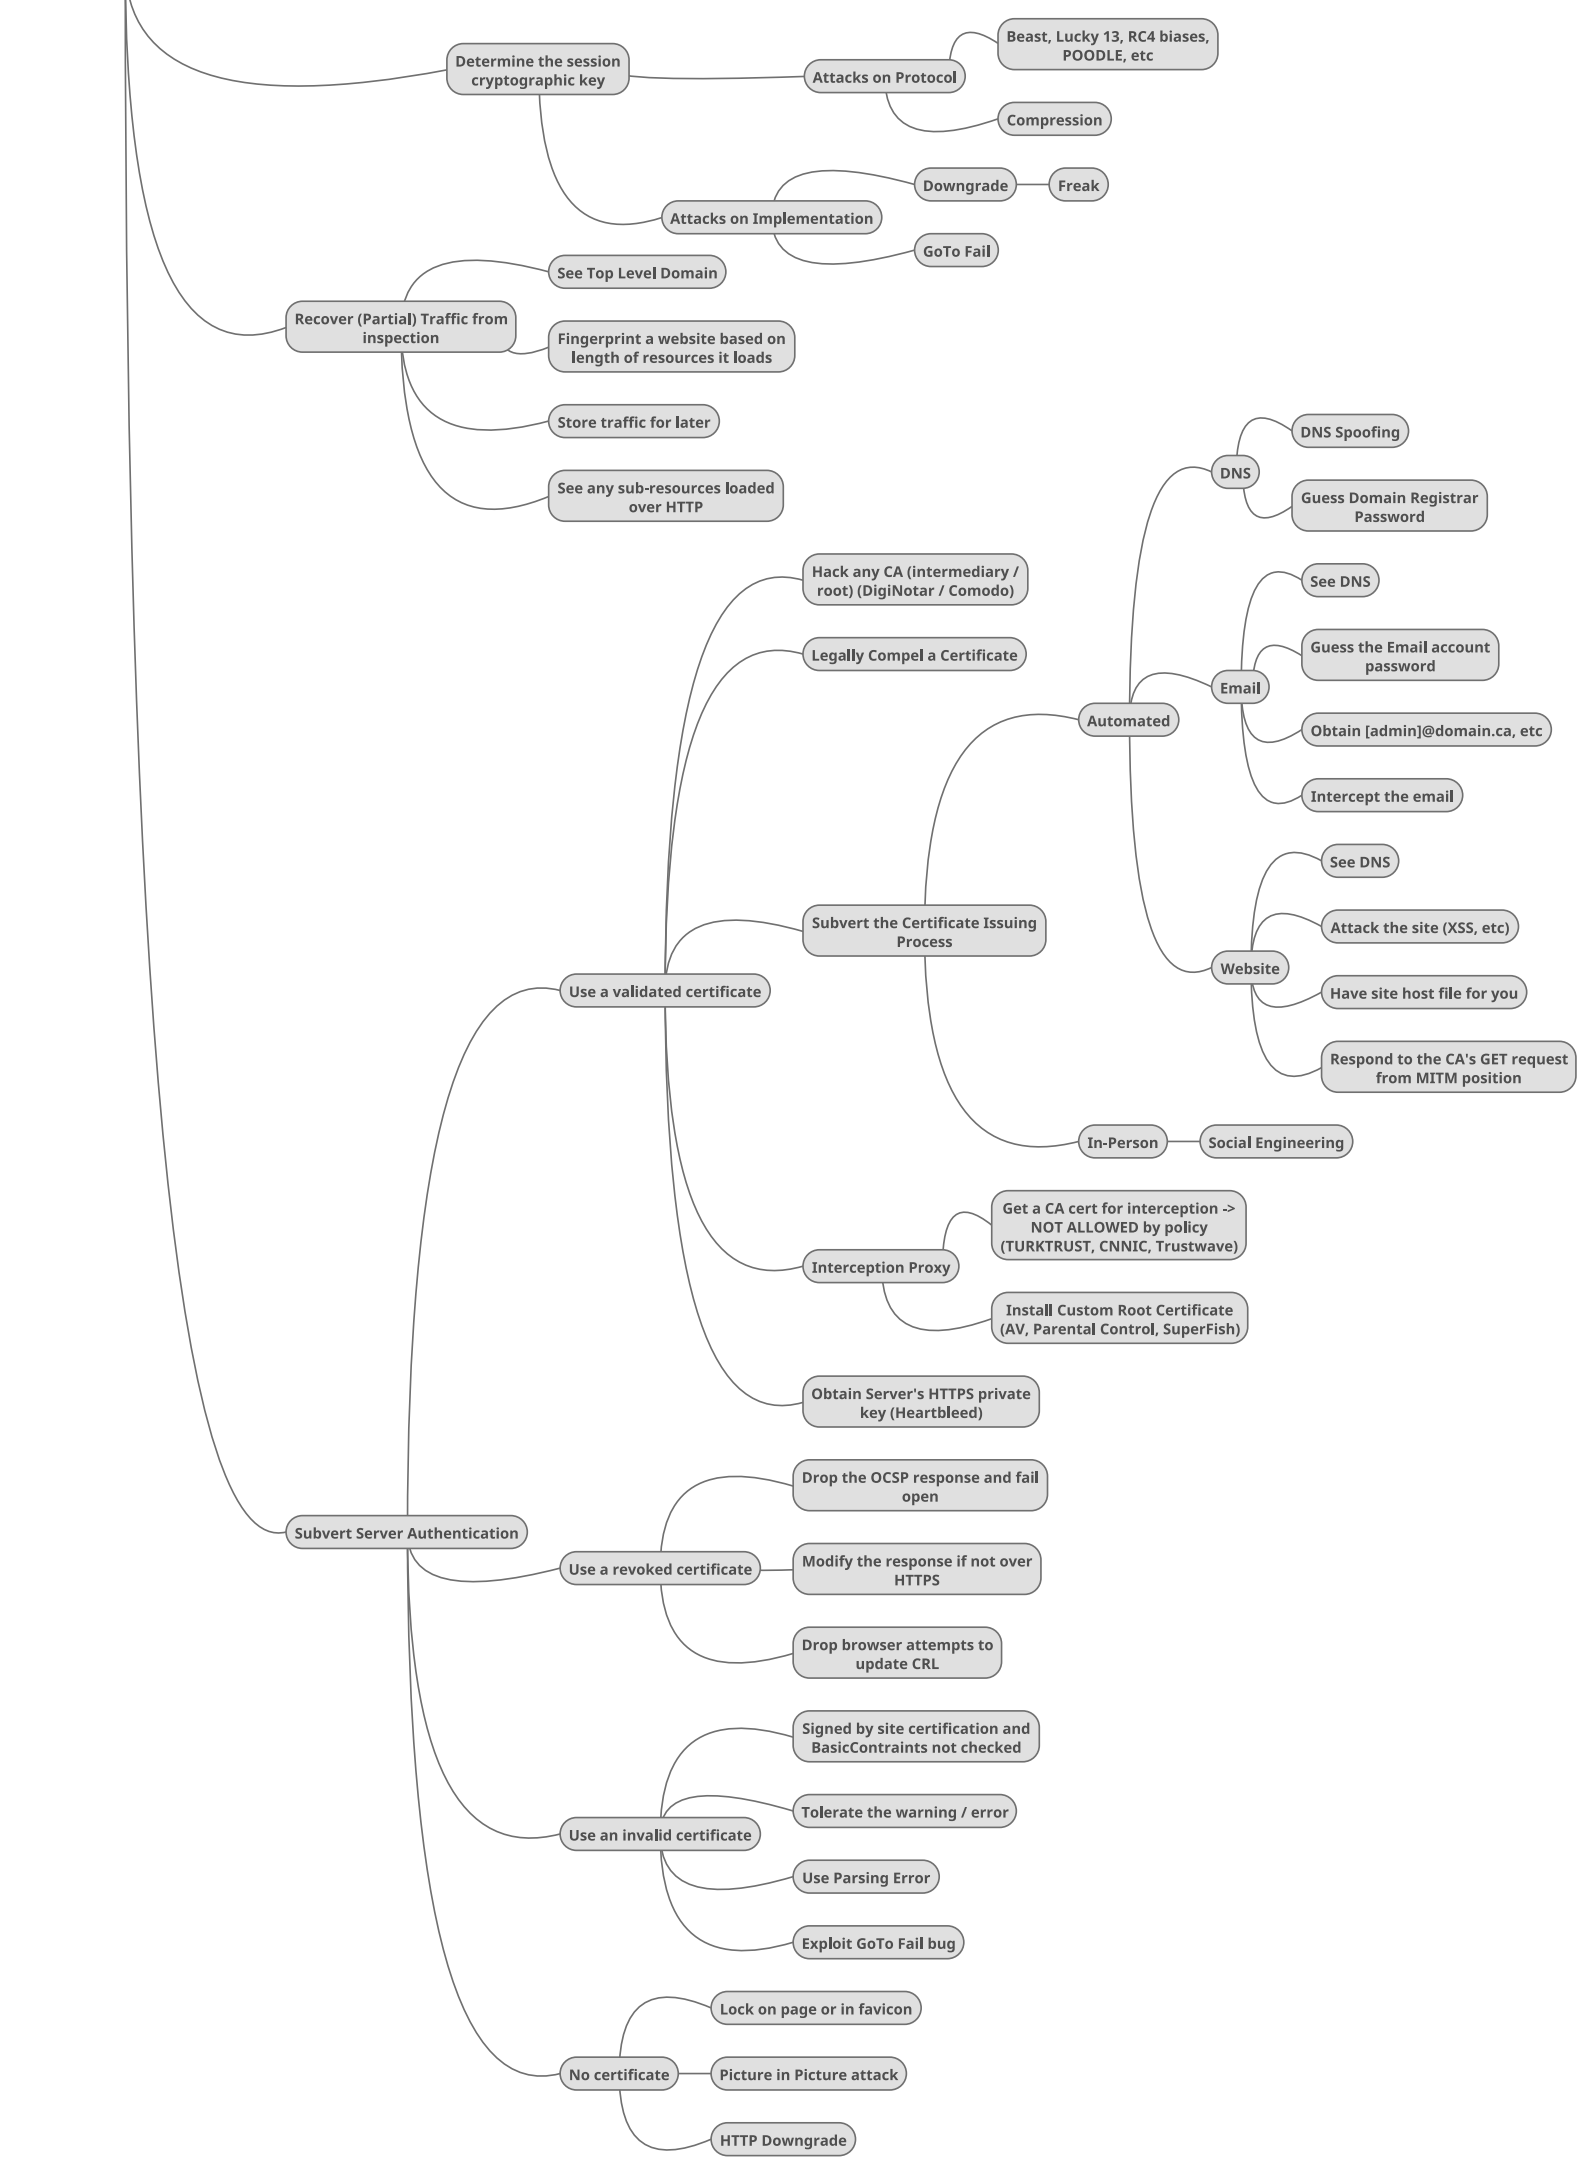 Determine the session
cryptographic key
Attacks on Protocol
Beast, Lucky 13, RC4 biases,
POODLE, etc
Compression
Attacks on Implementation
Downgrade
Freak
GoTo Fail
Recover (Partial) Traffic from
inspection
See Top Level Domain
Fingerprint a website based on
length of resources it loads
Store traffic for later
See any sub-resources loaded
over HTTP
Subvert Server Authentication
Use a validated certificate
Hack any CA (intermediary /
root) (DigiNotar / Comodo)
Legally Compel a Certificate
Subvert the Certificate Issuing
Process
Automated
DNS
DNS Spoofing
Guess Domain Registrar
Password
Email
See DNS
Guess the Email account
password
Obtain [admin]@domain.ca, etc
Intercept the email
Website
See DNS
Attack the site (XSS, etc)
Have site host file for you
Respond to the CA's GET request
from MITM position
In-Person
Social Engineering
Interception Proxy
Get a CA cert for interception ->
NOT ALLOWED by policy
(TURKTRUST, CNNIC, Trustwave)
Install Custom Root Certificate
(AV, Parental Control, SuperFish)
Obtain Server's HTTPS private
key (Heartbleed)
Use a revoked certificate
Drop the OCSP response and fail
open
Modify the response if not over
HTTPS
Drop browser attempts to
update CRL
Use an invalid certificate
Signed by site certification and
BasicContraints not checked
Tolerate the warning / error
Use Parsing Error
Exploit GoTo Fail bug
No certificate
Lock on page or in favicon
Picture in Picture attack
HTTP Downgrade